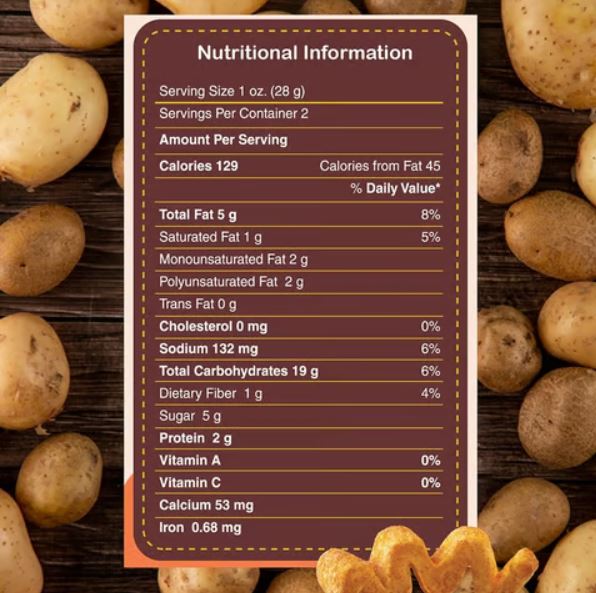 Nutritional Information
Serving Size 1 oz. (28 g)
Servings Per Container 2
Amount Per Serving
Calories 129 Calories from Fat 45
% Daily Value*
Total Fat 5 g 8%
Saturated Fat 1 g 5%
Monounsaturated Fat 2 g
Polyunsaturated Fat 2 g
Trans Fat 0 g
Cholesterol 0 mg 0%
Sodium 132 mg 6%
Total Carbohydrates 19 g 6%
Dietary Fiber 1 g 4%
Sugar 5 g
Protein 2 g
Vitamin A 0%
Vitamin C 0%
Calcium 53 mg
Iron 0.68 mg